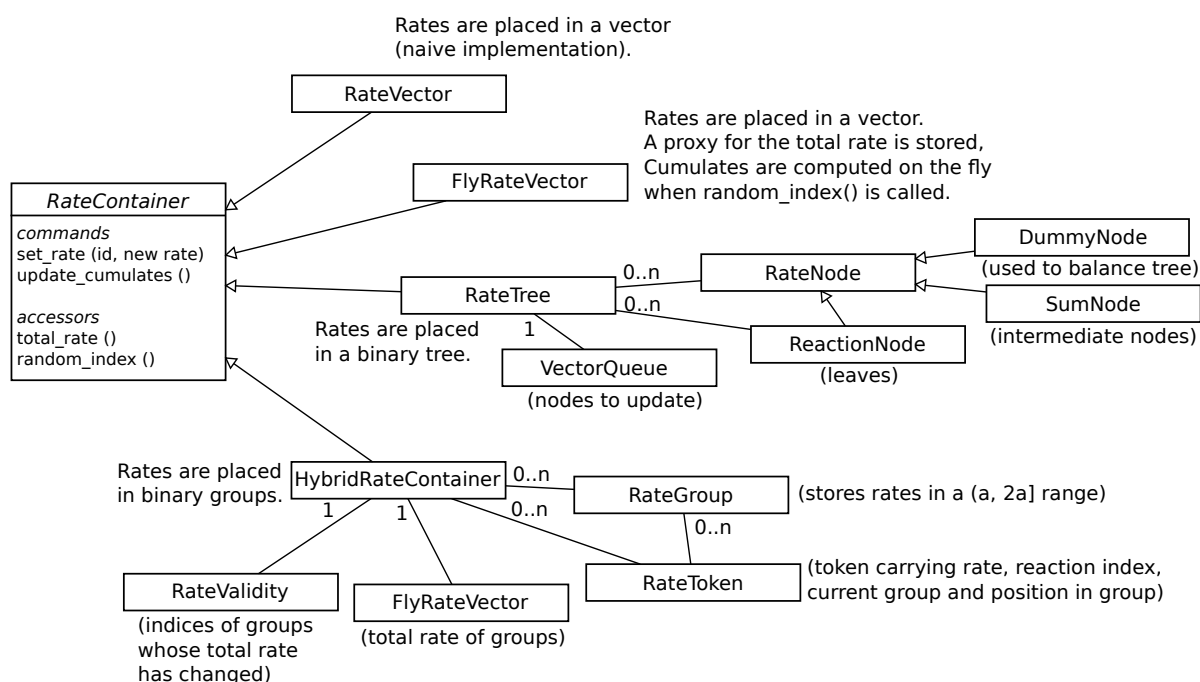 Rates are placed in a vector
(naive implementation).
RateVector
Rates are placed in a vector.
A proxy for the total rate is stored,
Cumulates are computed on the fly
when random_index() is called.
FlyRateVector
RateContainer
commands
set_rate (id, new rate)
update_cumulates ()
accessors
total_rate ()
random_index ()
DummyNode
(used to balance tree)
0..n
RateNode
SumNode
(intermediate nodes)
RateTree
0..n
Rates are placed
in a binary tree.
1
ReactionNode
(leaves)
VectorQueue
(nodes to update)
Rates are placed
in binary groups.
HybridRateContainer
0..n
RateGroup
(stores rates in a (a, 2a] range)
1
1
0..n
0..n
RateToken
(token carrying rate, reaction index,
current group and position in group)
RateValidity
(indices of groups
whose total rate
has changed)
FlyRateVector
(total rate of groups)